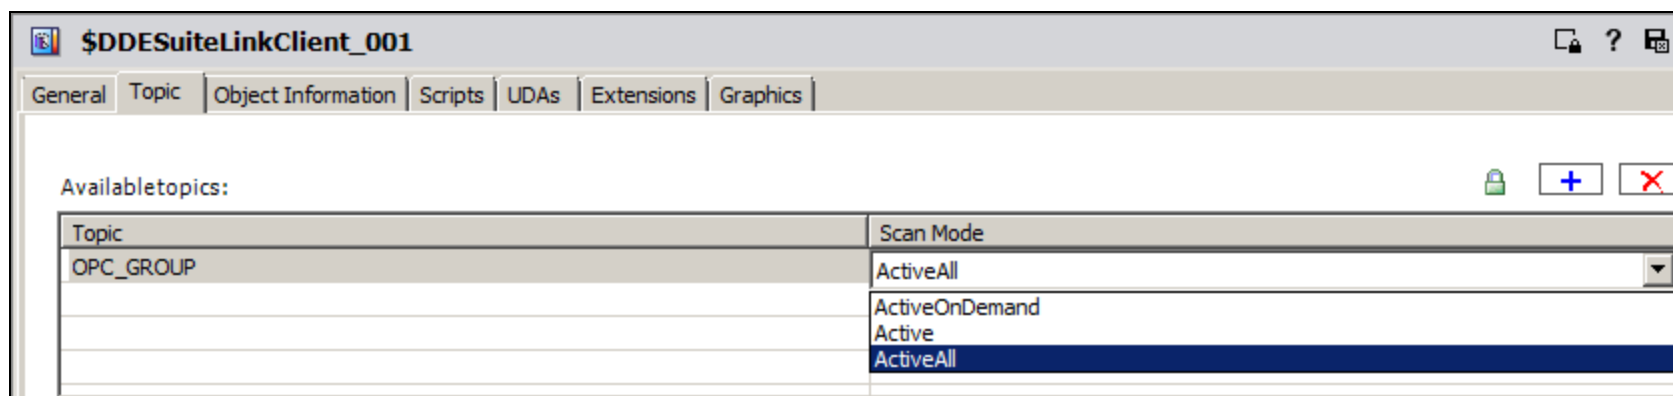 $DDESuiteLinkClient_001
General Topic Object Information Scripts UDAs Extensions Graphics
Availabletopics:
Topic Scan Mode
OPC_GROUP ActiveAll
ActiveOnDemand
Active
ActiveAll